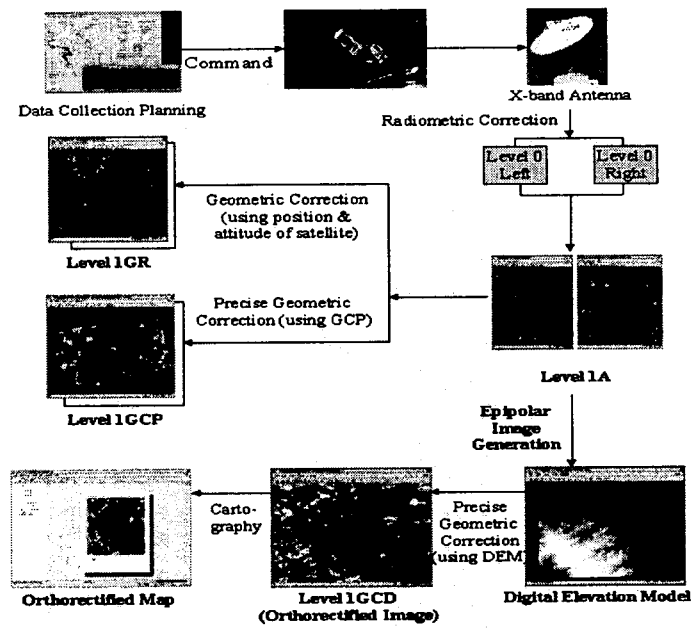 Command
Data Collection Planning
X-band Antenna
Radiometric Correction
Level 0
Left
Level 0
Right
Geometric Correction
(using position &
attitude of satellite)
Level 1GR
Precise Geometric
Correction (using GCP)
Level 1A
Level 1GCP
Epipolar
Image
Generation
Carto-
graphy
Precise
Geometric
Correction
(using DEM)
Orthorectified Map
Level 1GCD
(Orthorectified Image)
Digital Elevation Model